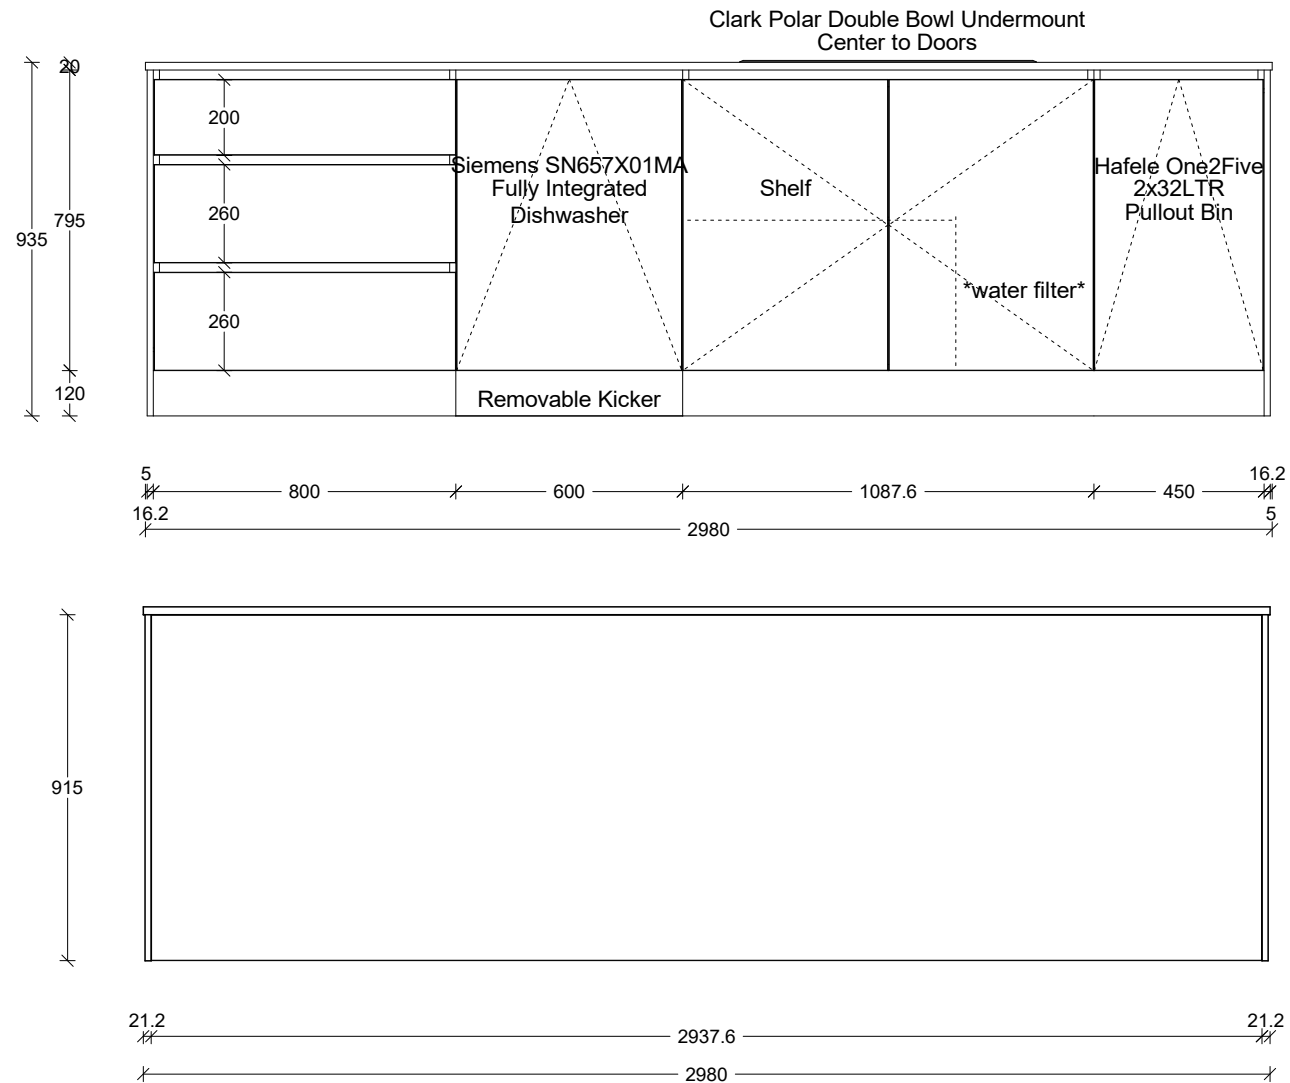 Clark Polar Double Bowl Undermount
Center to Doors
20
200
Siemens SN657X01MA
Fully Integrated
Dishwasher
Shelf
Hafele One2Five
2x32LTR
Pullout Bin
260
795
935
*water filter*
260
120
Removable Kicker
5
16.2
800
600
1087.6
450
16.2
5
2980
915
21.2
21.2
2937.6
2980